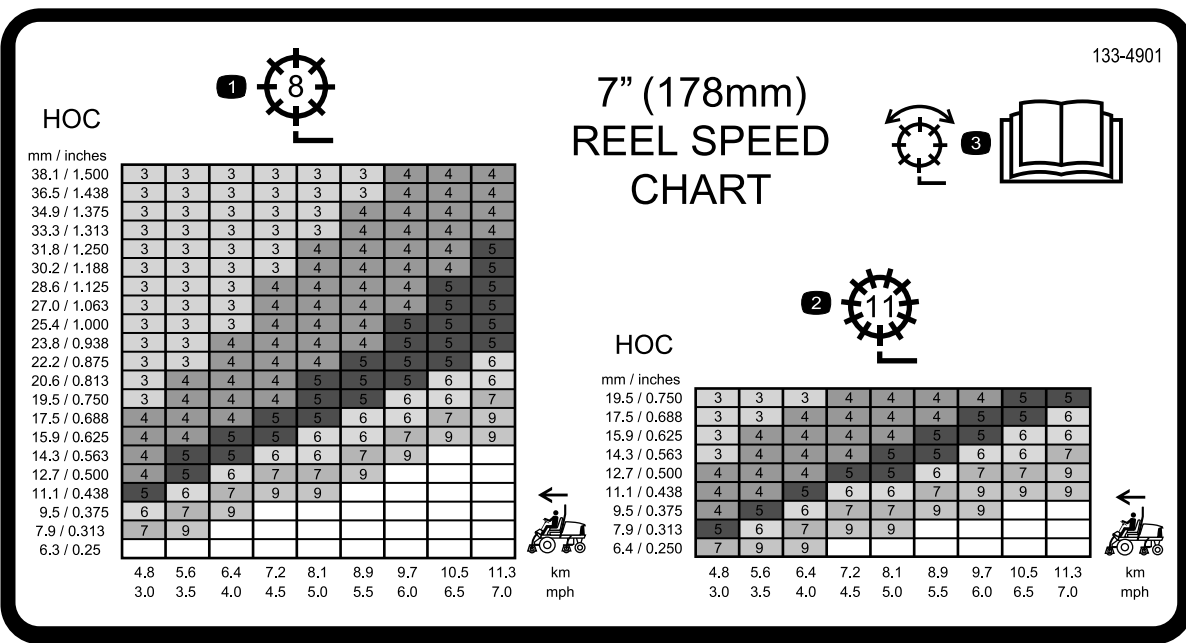 133-4901
7” (178mm)
REEL SPEED
CHART
3
1
8
HOC
mm / inches
38.1 / 1.500 3 3 3 3 3 3 4 4 4
36.5 / 1.438 3 3 3 3 3 3 4 4 4
34.9 / 1.375 3 3 3 3 3 4 4 4 4
33.3 / 1.313 3 3 3 3 3 4 4 4 4
31.8 / 1.250 3 3 3 3 4 4 4 4 5
30.2 / 1.188 3 3 3 3 4 4 4 4 5
28.6 / 1.125 3 3 3 4 4 4 4 5 5
27.0 / 1.063 3 3 3 4 4 4 4 5 5
25.4 / 1.000 3 3 3 4 4 4 5 5 5
23.8 / 0.938 3 3 4 4 4 4 5 5 5
22.2 / 0.875 3 3 4 4 4 5 5 5 6
20.6 / 0.813 3 4 4 4 5 5 5 6 6
19.5 / 0.750 3 4 4 4 5 5 6 6 7
17.5 / 0.688 4 4 4 5 5 6 6 7 9
15.9 / 0.625 4 4 5 5 6 6 7 9 9
14.3 / 0.563 4 5 5 6 6 7 9
12.7 / 0.500 4 5 6 7 7 9
11.1 / 0.438 5 6 7 9 9
9.5 / 0.375 6 7 9
7.9 / 0.313 7 9
6.3 / 0.25
4.8 5.6 6.4 7.2 8.1 8.9 9.7 10.5 11.3 km
3.0 3.5 4.0 4.5 5.0 5.5 6.0 6.5 7.0 mph
2
11
HOC
mm / inches
19.5 / 0.750 3 3 3 4 4 4 4 5 5
17.5 / 0.688 3 3 4 4 4 4 5 5 6
15.9 / 0.625 3 4 4 4 4 5 5 6 6
14.3 / 0.563 3 4 4 4 5 5 6 6 7
12.7 / 0.500 4 4 4 5 5 6 7 7 9
11.1 / 0.438 4 4 5 6 6 7 9 9 9
9.5 / 0.375 4 5 6 7 7 9 9
7.9 / 0.313 5 6 7 9 9
6.4 / 0.250 7 9 9
4.8 5.6 6.4 7.2 8.1 8.9 9.7 10.5 11.3 km
3.0 3.5 4.0 4.5 5.0 5.5 6.0 6.5 7.0 mph